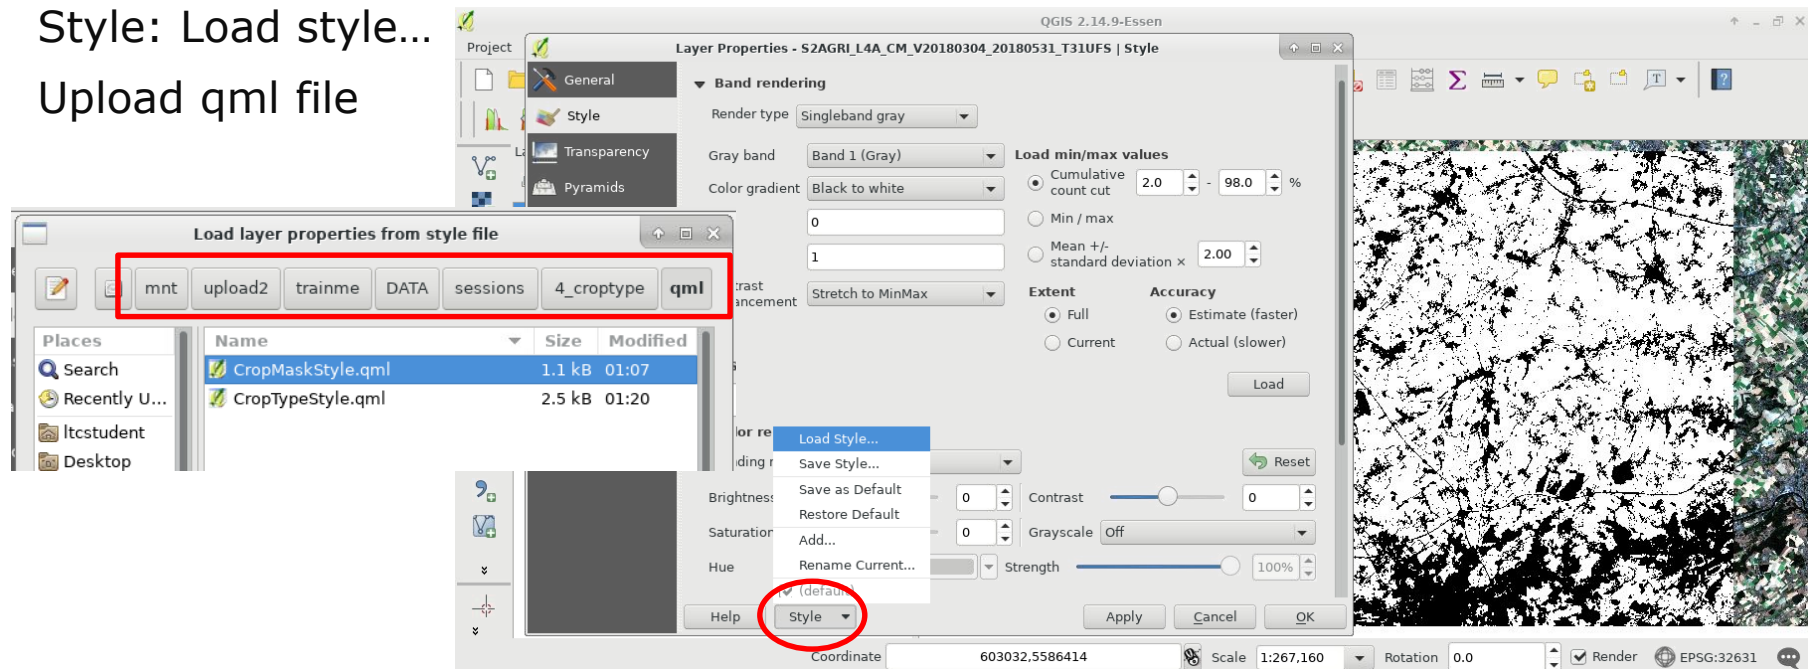 Style: Load style...
Upload qml file
QGIS 2.14.9-Essen
Project
Layer Properties - S2AGRI_L4A_CM_V20180304_20180531_T31UFS | Style
General
Style
Transparency
Pyramids
Band rendering
Render type Singleband gray
Gray band Band 1 (Gray)
Color gradient Black to white
0
1
Stretch to MinMax
Load min/max values
Cumulative count cut 2.0 - 98.0 %
Min / max
Mean +/-
standard deviation × 2.00
Extent Accuracy
Full Estimate (faster)
Current Actual (slower)
Load
Load layer properties from style file
mnt upload2 trainme DATA sessions 4_croptype qml
Places Name Size Modified
Search CropMaskStyle.qml 1.1 kB 01:07
Recently U... CropTypeStyle.qml 2.5 kB 01:20
ltcstudent
Desktop
Load Style...
Save Style...
Save as Default
Restore Default
Add...
Rename Current...
(default)
Reset
Brightness 0 Contrast 0
Saturation 0 Grayscale Off
Hue Strength 100%
Help Style Apply Cancel OK
Coordinate 603032,5586414 Scale 1:267,160 Rotation 0.0 Render EPSG:32631